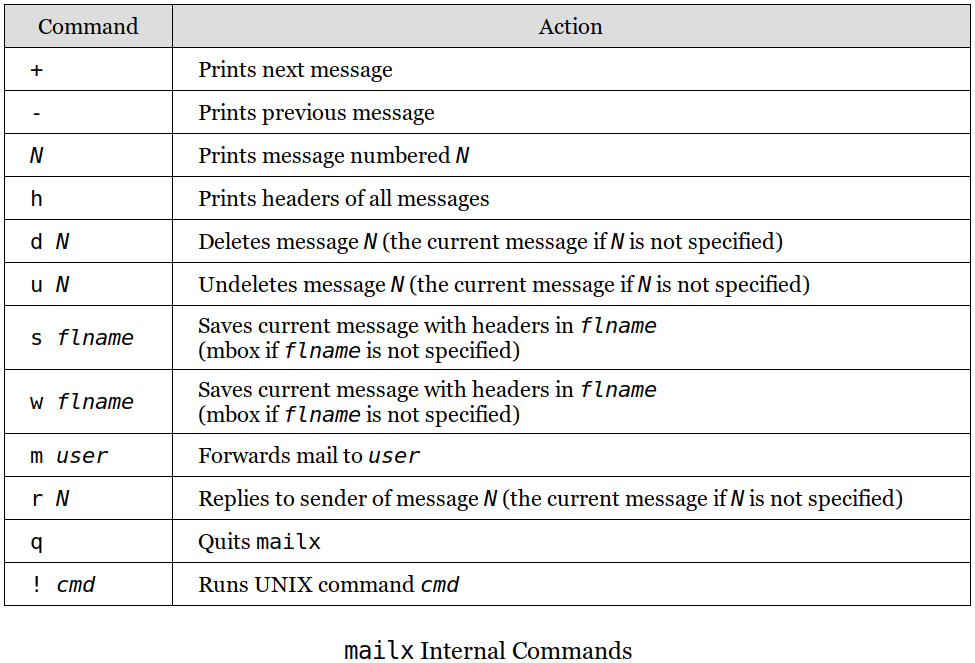 Command Action
+ Prints next message
- Prints previous message
N Prints message numbered N
h Prints headers of all messages
d N Deletes message N (the current message if N is not specified)
u N Undeletes message N (the current message if N is not specified)
s flname Saves current message with headers in flname
(mbox if flname is not specified)
w flname Saves current message with headers in flname
(mbox if flname is not specified)
m user Forwards mail to user
r N Replies to sender of message N (the current message if N is not specified)
q Quits mailx
! cmd Runs UNIX command cmd
mailx Internal Commands